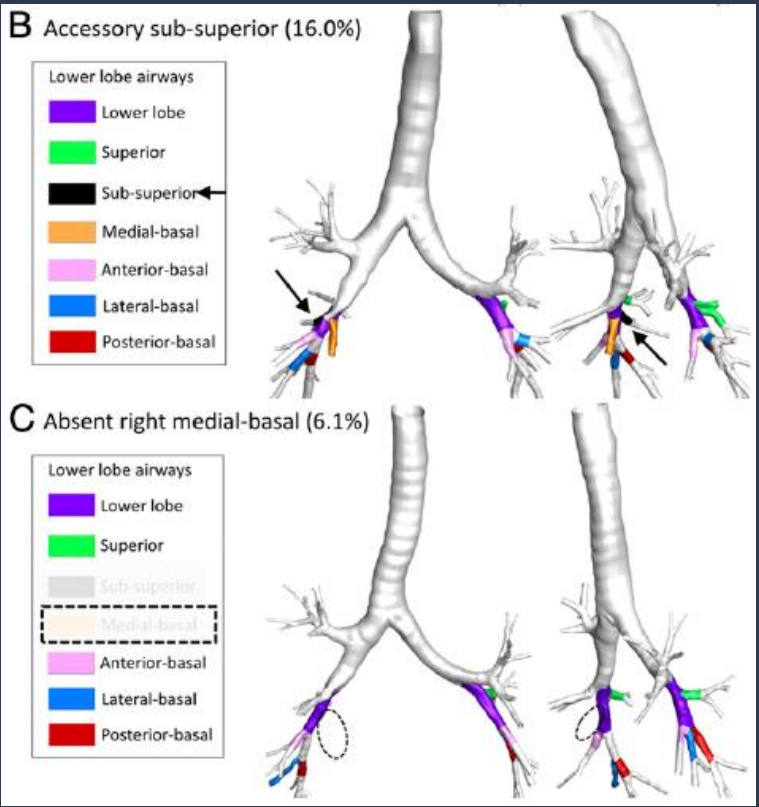 B Accessory sub-superior (16.0%)
Lower lobe airways
Lower lobe
Superior
Sub-superior
Medial-basal
Anterior-basal
Lateral-basal
Posterior-basal
C Absent right medial-basal (6.1%)
Lower lobe airways
Lower lobe
Superior
Sub-superior
Medial-basal
Anterior-basal
Lateral-basal
Posterior-basal